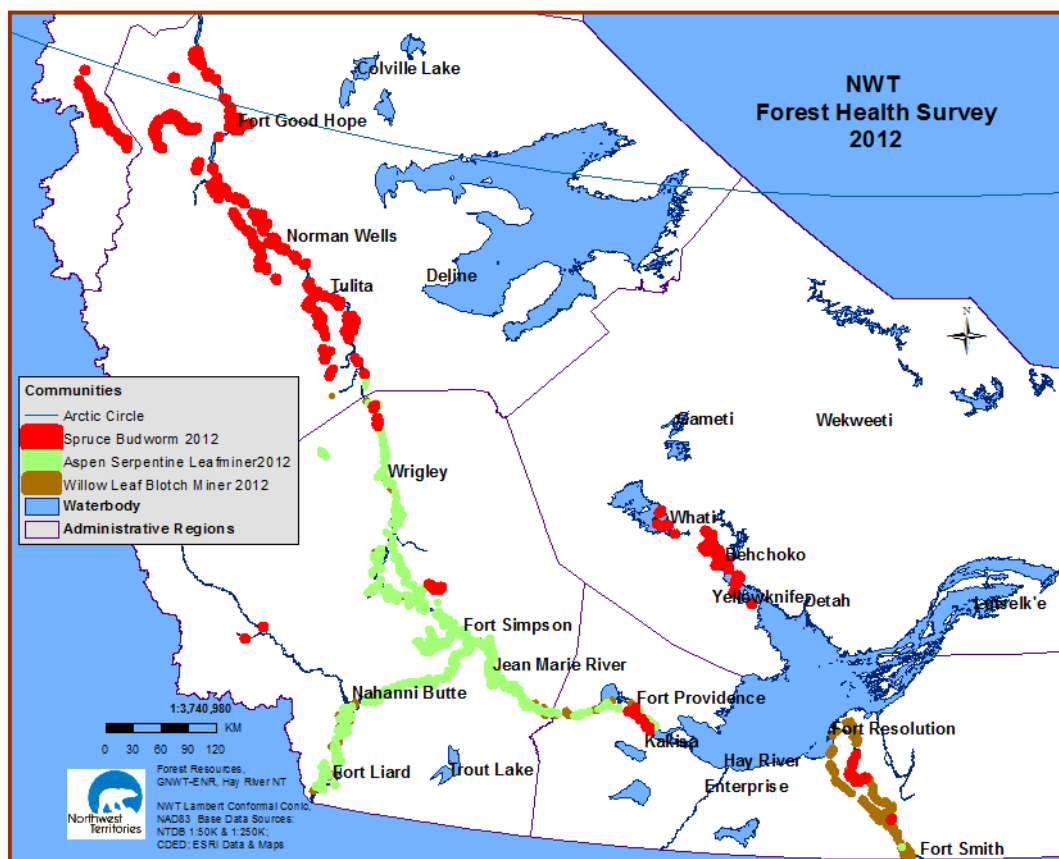 NWT
Forest Health Survey
2012
Colville Lake
Fort Good Hope
Norman Wells
Deline
Tulita
N
Communities
Arctic Circle
Spruce Budworm 2012
Aspen Serpentine Leafminer2012
Willow Leaf Blotch Miner 2012
Waterbody
Administrative Regions
Gameti
Wekweeti
Wrigley
Whati
Behchoko
Yellowknife
Detah
Lutselk'e
Fort Simpson
Jean Marie River
Nahanni Butte
Fort Providence
Kakisa
Fort Resolution
Hay River
Enterprise
Fort Liard
Trout Lake
Fort Smith
1:3,740,980
KM
0 30 60 90 120
Forest Resources,
GNWT-ENR, Hay River NT
NWT Lambert Conformal Conic,
NAD83 Base Data Sources:
NTDB 1:50K & 1:250K;
CDED; ESRI Data & Maps
Northwest
Territories